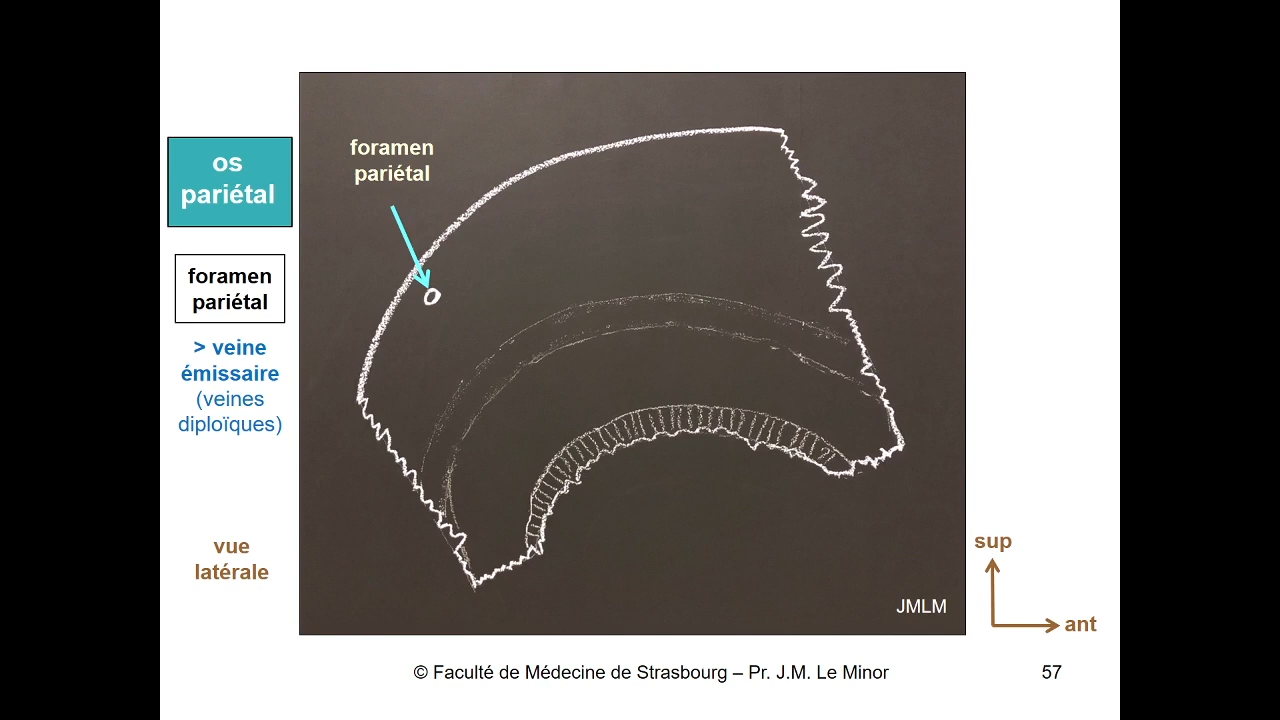 os
pariétal
foramen
pariétal
foramen
pariétal
> veine
émissaire
(veines
diploïques)
vue
latérale
sup
ant
JMLM
© Faculté de Médecine de Strasbourg – Pr. J.M. Le Minor
57